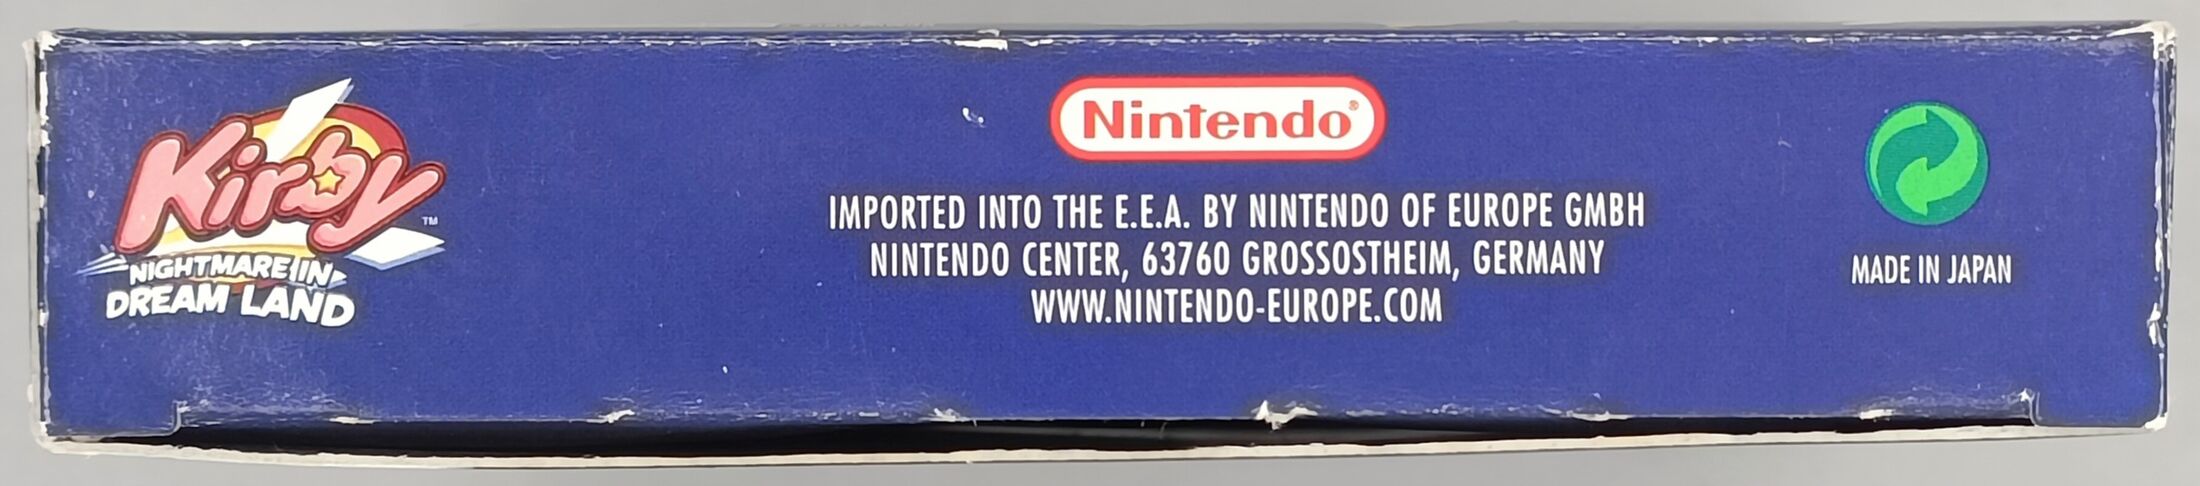 Kirby™
NIGHTMARE IN
DREAM LAND
Nintendo®
IMPORTED INTO THE E.E.A. BY NINTENDO OF EUROPE GMBH
NINTENDO CENTER, 63760 GROSSOSTHEIM, GERMANY
WWW.NINTENDO-EUROPE.COM
MADE IN JAPAN